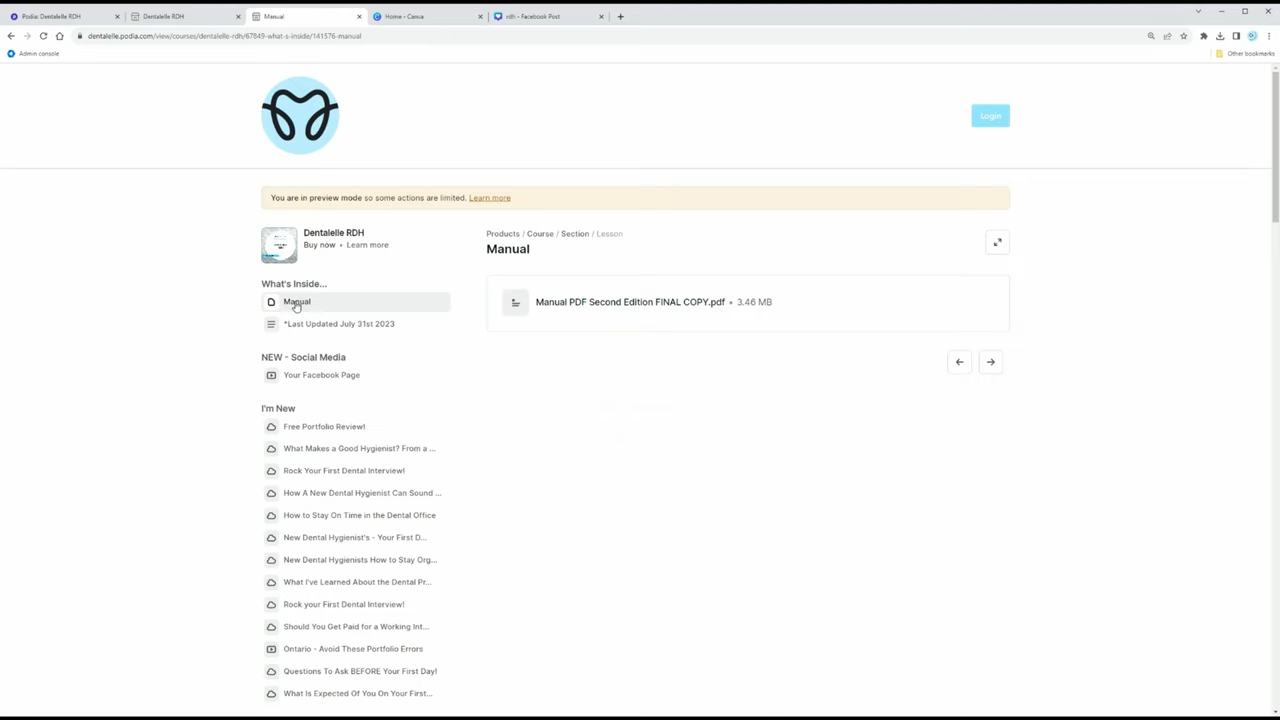 Podia: Dentalelle RDH
Dentalelle RDH
Manual
Home - Canva
rdh - Facebook Post
dentalelle.podia.com/view/courses/dentalelle-rdh/67849-what-s-inside/141576-manual
Admin console
Other bookmarks
Login
You are in preview mode so some actions are limited. Learn more
Dentalelle RDH
Buy now • Learn more
Products / Course / Section / Lesson
Manual
What's Inside...
Manual
Manual PDF Second Edition FINAL COPY.pdf • 3.46 MB
*Last Updated July 31st 2023
NEW - Social Media
Your Facebook Page
I'm New
Free Portfolio Review!
What Makes a Good Hygienist? From a ...
Rock Your First Dental Interview!
How A New Dental Hygienist Can Sound ...
How to Stay On Time in the Dental Office
New Dental Hygienist's - Your First D...
New Dental Hygienists How to Stay Org...
What I've Learned About the Dental Pr...
Rock your First Dental Interview!
Should You Get Paid for a Working Int...
Ontario - Avoid These Portfolio Errors
Questions To Ask BEFORE Your First Day!
What Is Expected Of You On Your First...